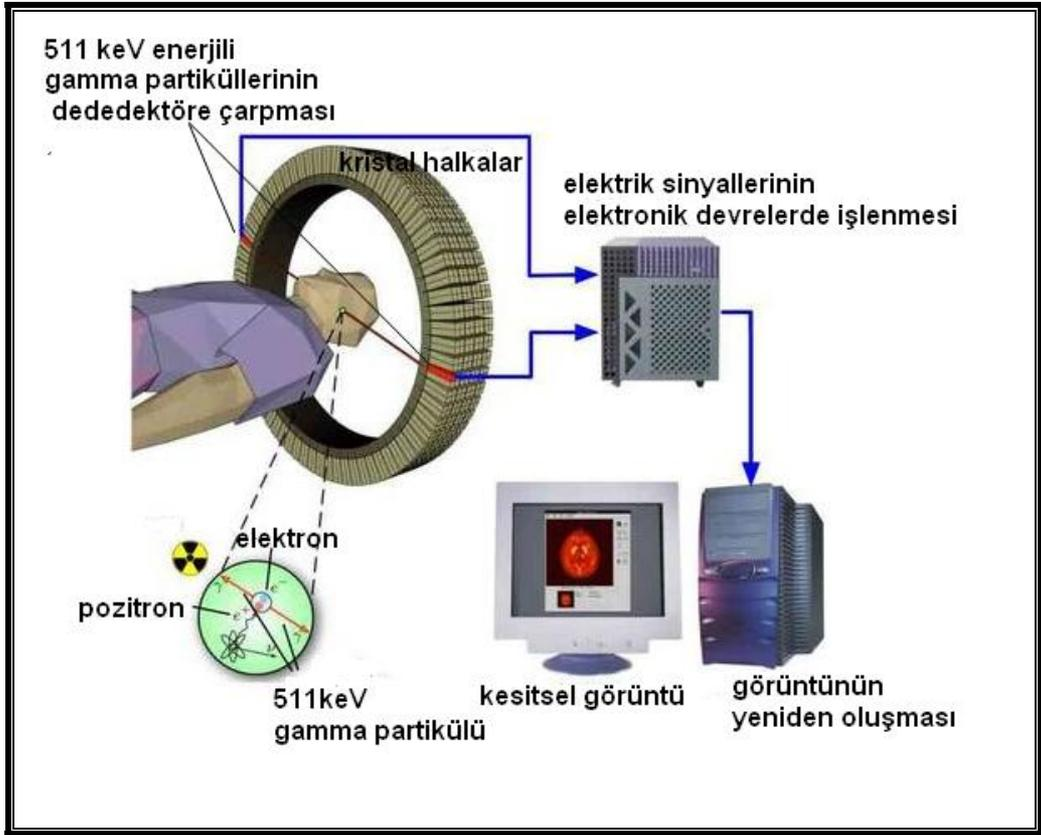 511 keV enerjili
gamma partiküllerinin
dededektöre çarpması
kristal halkalar
elektrik sinyallerinin
elektronik devrelerde işlenmesi
elektron
pozitron
γ
e⁻
e⁺
γ
ν
511keV
gamma partikülü
kesitsel görüntü
görüntünün
yeniden oluşması